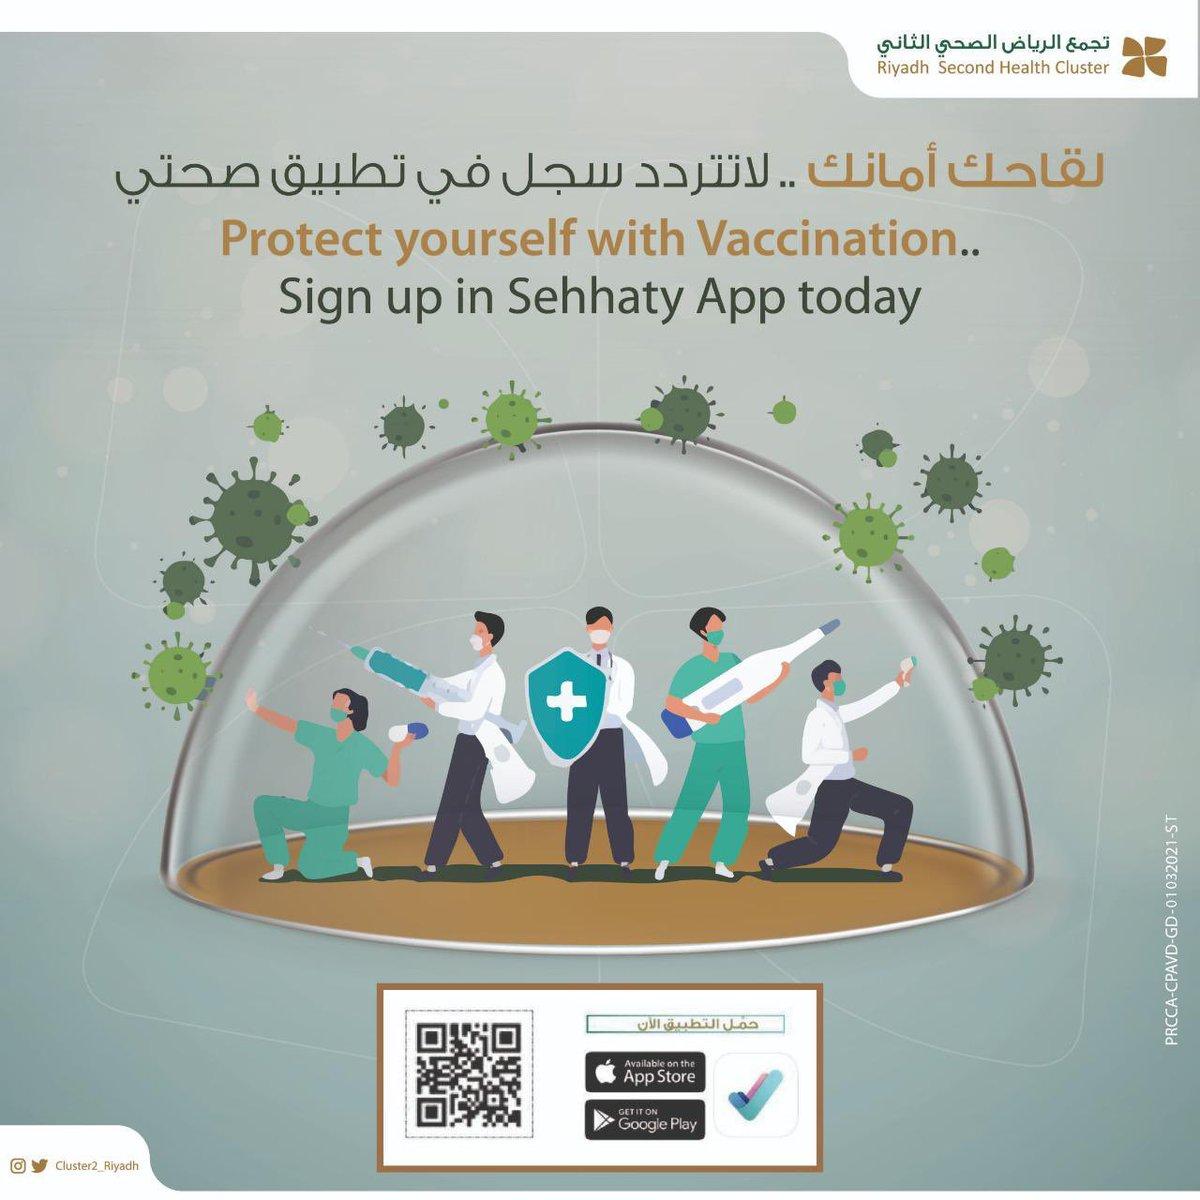 تجمع الرياض الصحي الثاني
Riyadh Second Health Cluster
لقاحك أمانك .. لاتتردد سجل في تطبيق صحتي
Protect yourself with Vaccination..
Sign up in Sehhaty App today
حمّل التطبيق الآن
Available on the
App Store
GET IT ON
Google Play
Cluster2_Riyadh
PRCCA-CPAVD-GD-01032021-ST